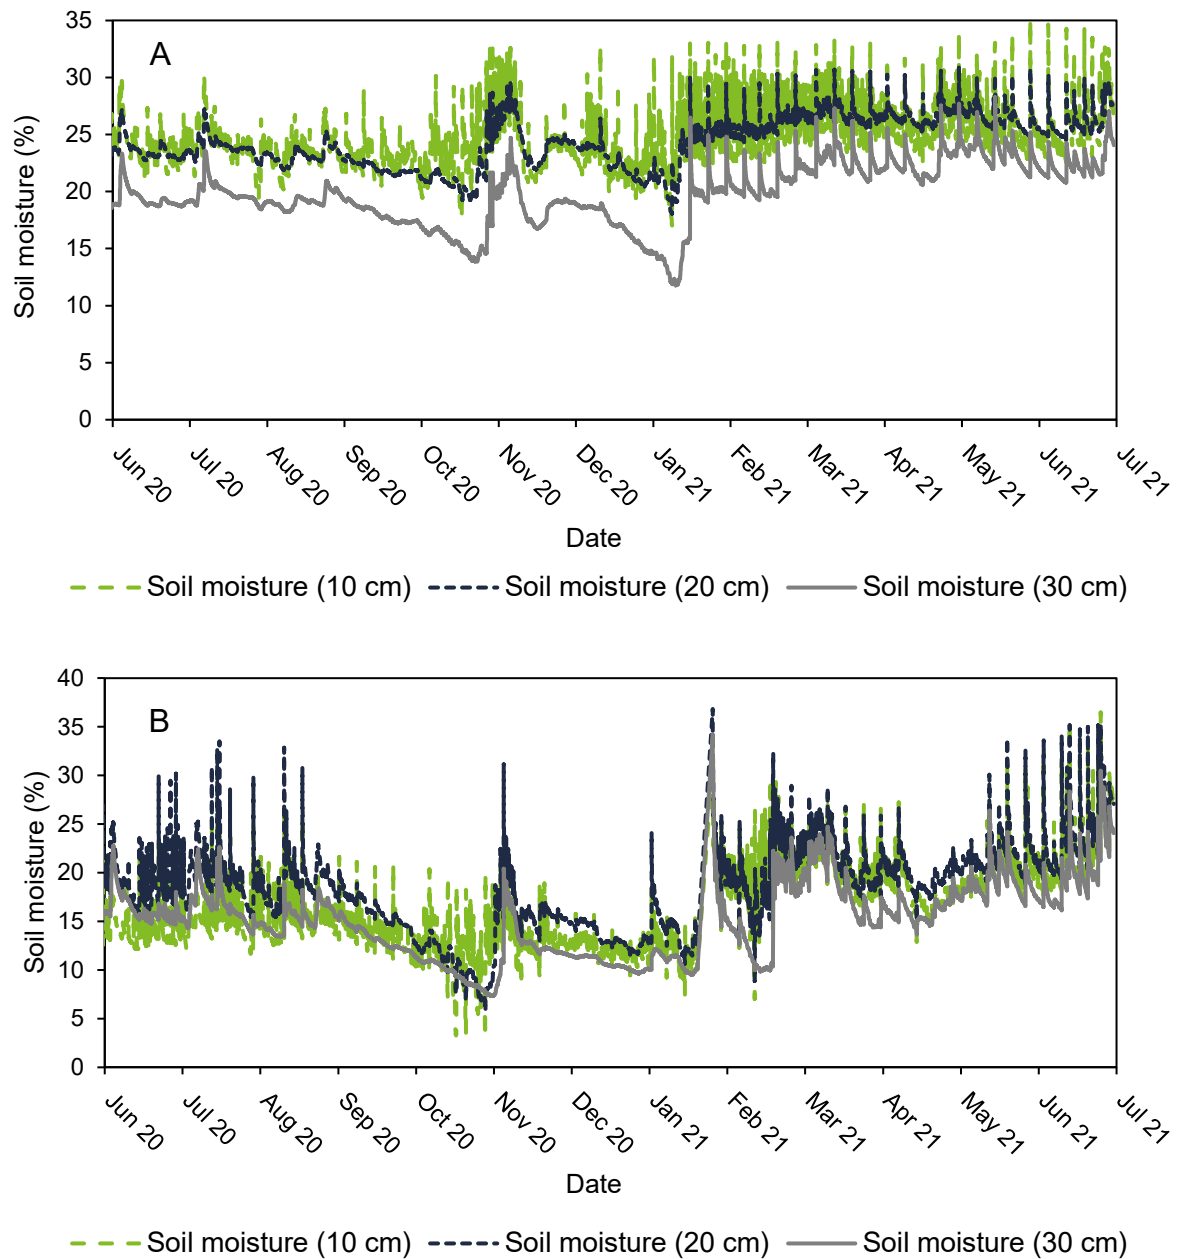 A
Soil moisture (%)
35
30
25
20
15
10
5
0
Jun 20 Jul 20 Aug 20 Sep 20 Oct 20 Nov 20 Dec 20 Jan 21 Feb 21 Mar 21 Apr 21 May 21 Jun 21 Jul 21
Date
Soil moisture (10 cm) Soil moisture (20 cm) Soil moisture (30 cm)
B
Soil moisture (%)
40
35
30
25
20
15
10
5
0
Jun 20 Jul 20 Aug 20 Sep 20 Oct 20 Nov 20 Dec 20 Jan 21 Feb 21 Mar 21 Apr 21 May 21 Jun 21 Jul 21
Date
Soil moisture (10 cm) Soil moisture (20 cm) Soil moisture (30 cm)